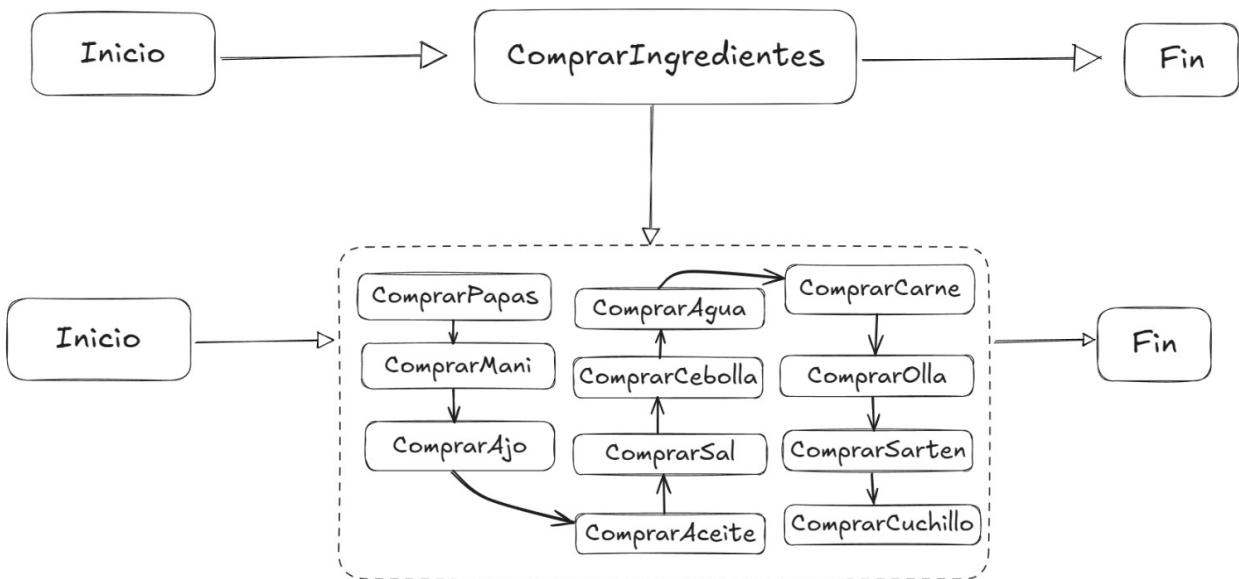 Inicio
ComprarIngredientes
Fin
Inicio
ComprarPapas
ComprarMani
ComprarAjo
ComprarAceite
ComprarSal
ComprarCebolla
ComprarAgua
ComprarCarne
ComprarOlla
ComprarSarten
ComprarCuchillo
Fin